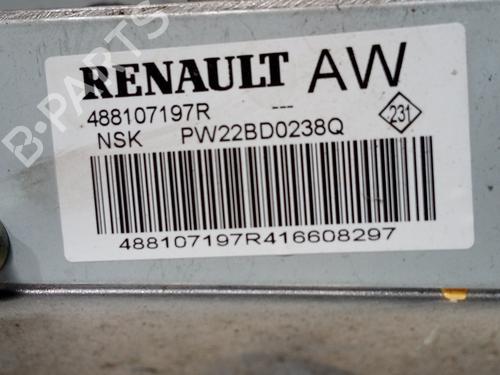 RENAULT AW
488107197R ---
231
NSK PW22BD0238Q
488107197R416608297
B-PARTS